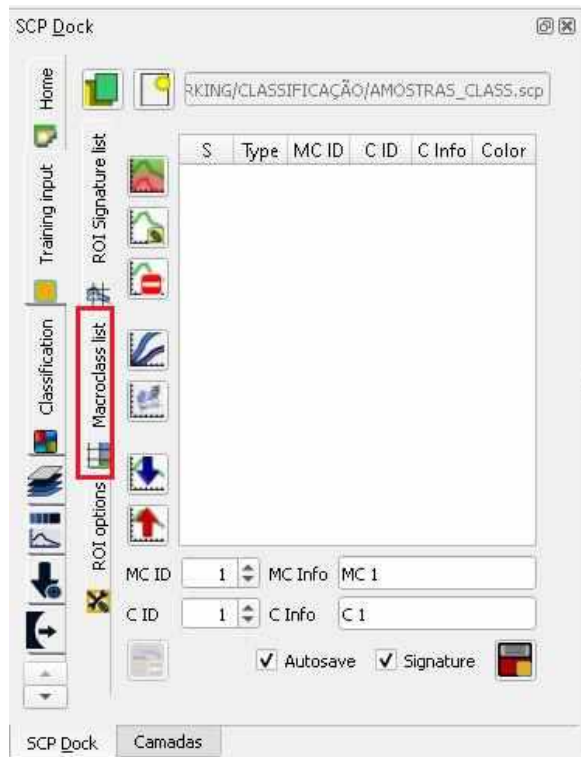 SCP Dock
Home
Training input
Classification
RKING/CLASSIFICAÇÃO/AMOSTRAS_CLASS.scp
ROI Signature list
Macroclass list
ROI options
S Type MC ID C ID C Info Color
MC ID 1 MC Info MC 1
C ID 1 C Info C 1
Autosave Signature
SCP Dock Camadas